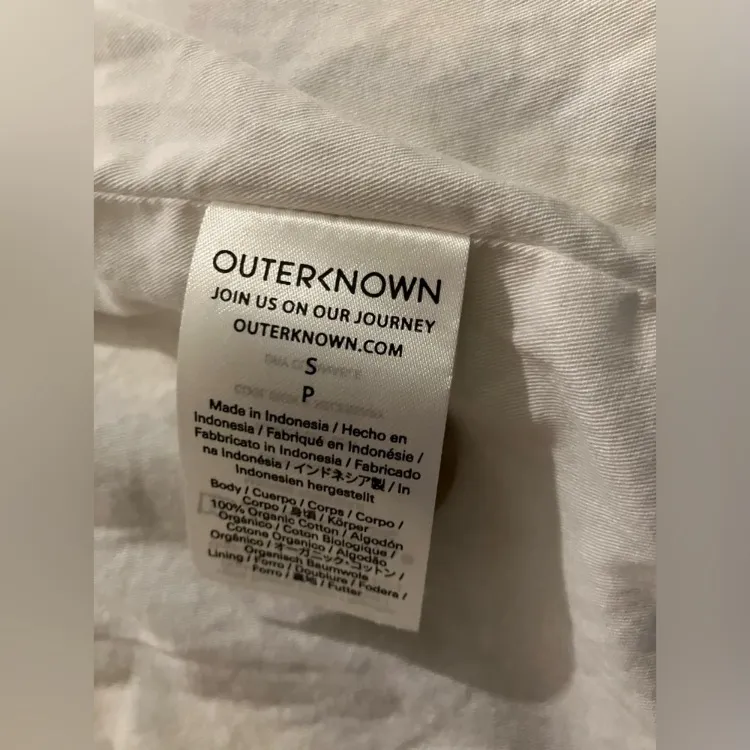 OUTERKNOWN
JOIN US ON OUR JOURNEY
OUTERKNOWN.COM
S
P
Made in Indonesia / Hecho en
Indonesia / Fabriqué en Indonésie /
Fabbricato in Indonesia / Fabricado
na Indonésia / インドネシア製 / In
Indonesien hergestellt
Body / Cuerpo / Corps / Corpo /
Corpo / 身頃 / Körper
100% Organic Cotton / Algodón
Orgánico / Coton Biologique /
Cotone Organico / Algodão
Orgânico / オーガニック・コットン /
Organisch Baumwolle
Lining / Forro / Doublure / Fodera /
Forro / 裏地 / Futter